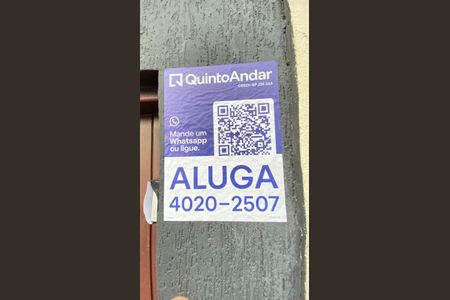 QuintoAndar
Mande um
Whatsapp
ou ligue.
ALUGA
4020-2507